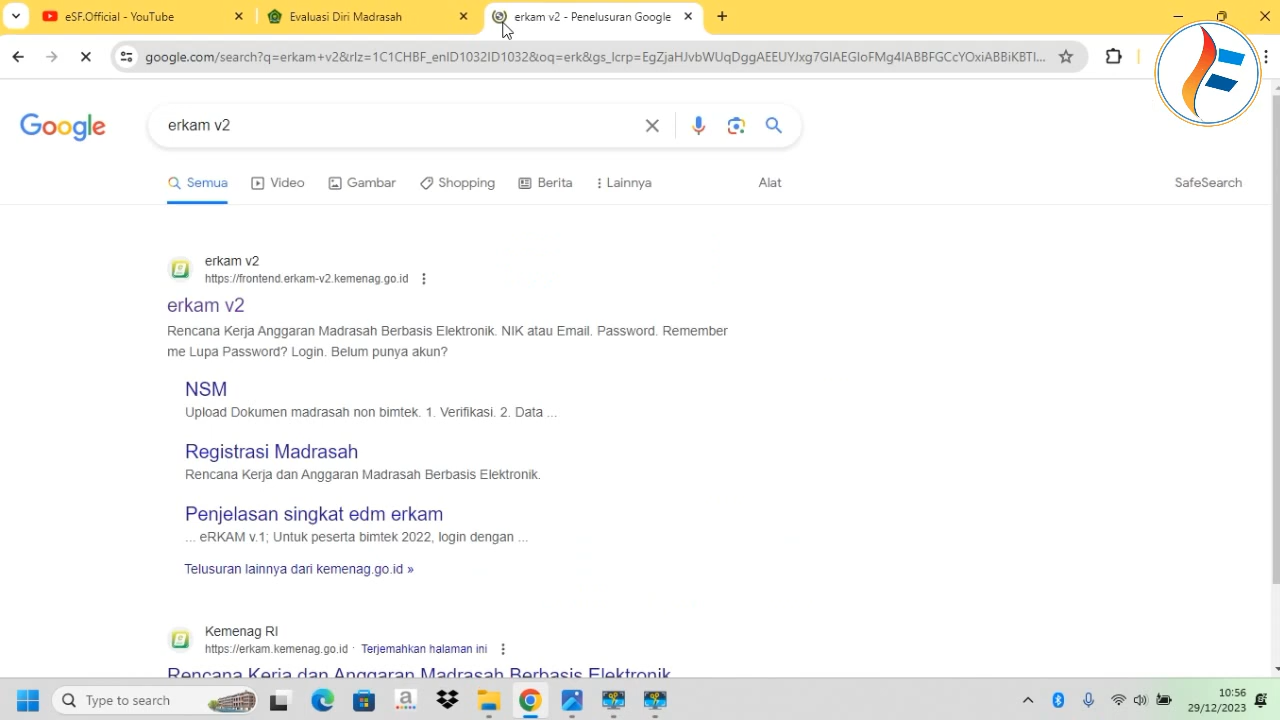 eSF.Official - YouTube
Evaluasi Diri Madrasah
erkam v2 - Penelusuran Google
google.com/search?q=erkam+v2&rlz=1C1CHBF_enID1032ID1032&oq=erk&gs_lcrp=EgZjaHJvbWUqDggAEEUYJxg7GIAEGIoFMg4IABBFGCcYOxiABBiKBTI...
Google
erkam v2
Semua
Video
Gambar
Shopping
Berita
Lainnya
Alat
SafeSearch
erkam v2
https://frontend.erkam-v2.kemenag.go.id
erkam v2
Rencana Kerja Anggaran Madrasah Berbasis Elektronik. NIK atau Email. Password. Remember
me Lupa Password? Login. Belum punya akun?
NSM
Upload Dokumen madrasah non bimtek. 1. Verifikasi. 2. Data ...
Registrasi Madrasah
Rencana Kerja dan Anggaran Madrasah Berbasis Elektronik.
Penjelasan singkat edm erkam
... eRKAM v.1; Untuk peserta bimtek 2022, login dengan ...
Telusuran lainnya dari kemenag.go.id »
Kemenag RI
https://erkam.kemenag.go.id · Terjemahkan halaman ini
Rencana Kerja dan Anggaran Madrasah Berbasis Elektronik
Type to search
10:56
29/12/2023